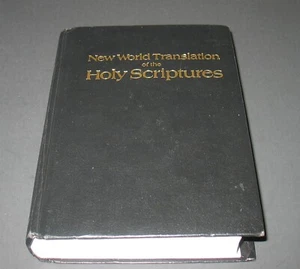 New World Translation
of the
Holy Scriptures